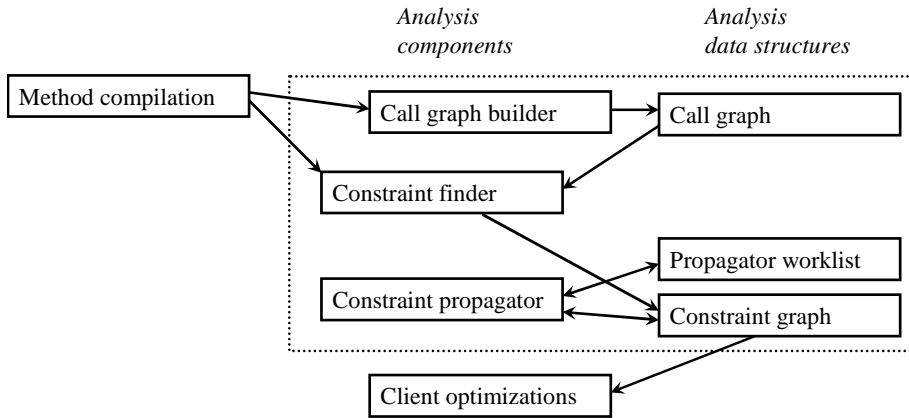 Analysis
components
Analysis
data structures
Method compilation
Call graph builder
Call graph
Constraint finder
Propagator worklist
Constraint propagator
Constraint graph
Client optimizations